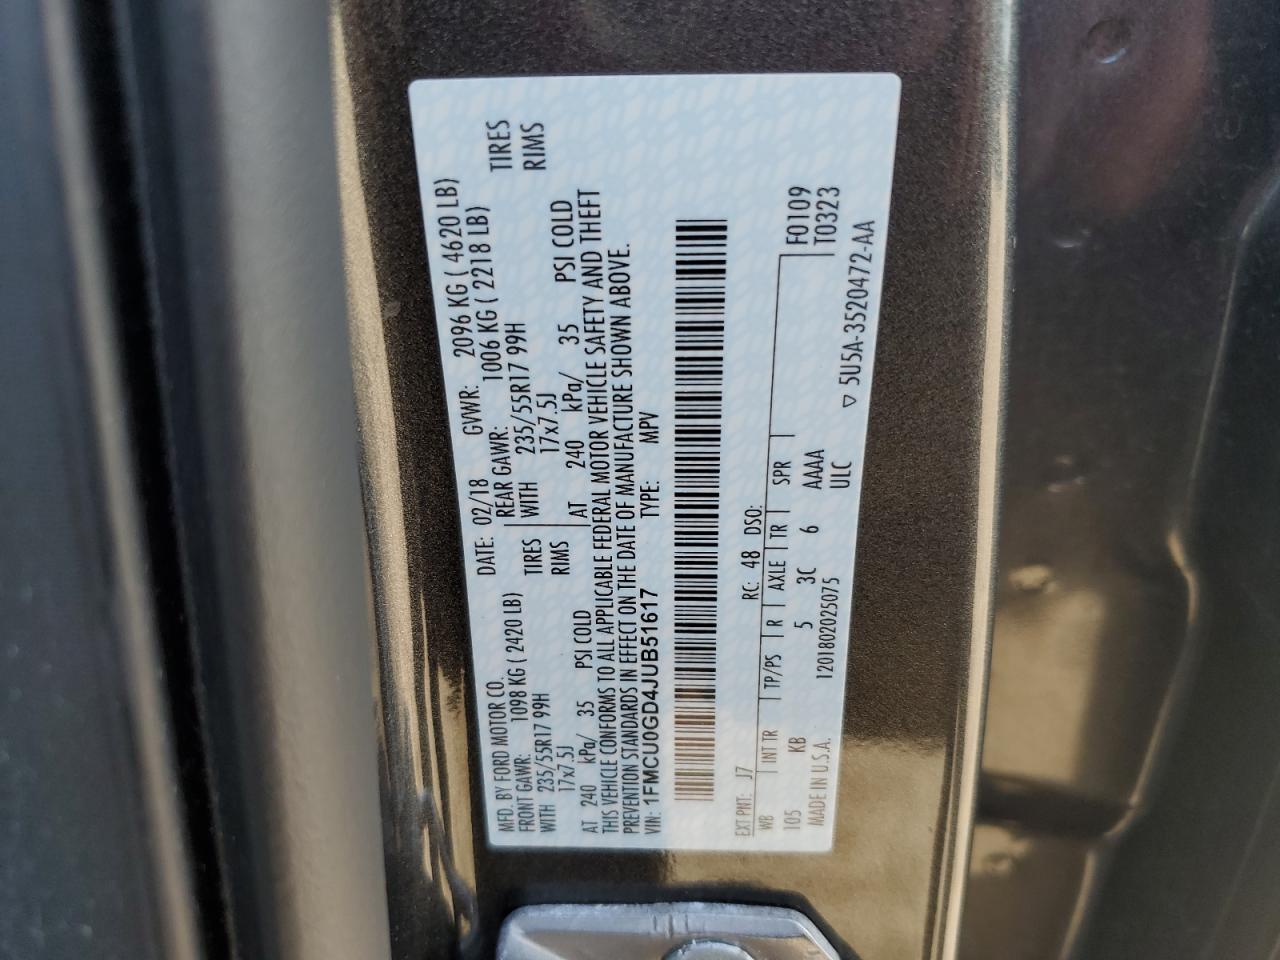 MFD. BY FORD MOTOR CO.
DATE: 02/18 GVWR: 2096 KG ( 4620 LB)
FRONT GAWR: 1098 KG ( 2420 LB)
REAR GAWR: 1006 KG ( 2218 LB)
WITH 235/55R17 99H TIRES
WITH 235/55R17 99H TIRES
17x7.5J RIMS
17x7.5J RIMS
AT 240 kPa/ 35 PSI COLD
AT 240 kPa/ 35 PSI COLD
THIS VEHICLE CONFORMS TO ALL APPLICABLE FEDERAL MOTOR VEHICLE SAFETY AND THEFT
PREVENTION STANDARDS IN EFFECT ON THE DATE OF MANUFACTURE SHOWN ABOVE.
VIN: 1FMCU0GD4JUB51617 TYPE: MPV
EXT PNT: J7 RC: 48 DSO: F0109
T0323
WB INT TR TP/PS R AXLE TR SPR
105 KB 5 3C 6 AAAA
ULC
MADE IN U.S.A. 1201802025075 ▽ 5U5A-3520472-AA